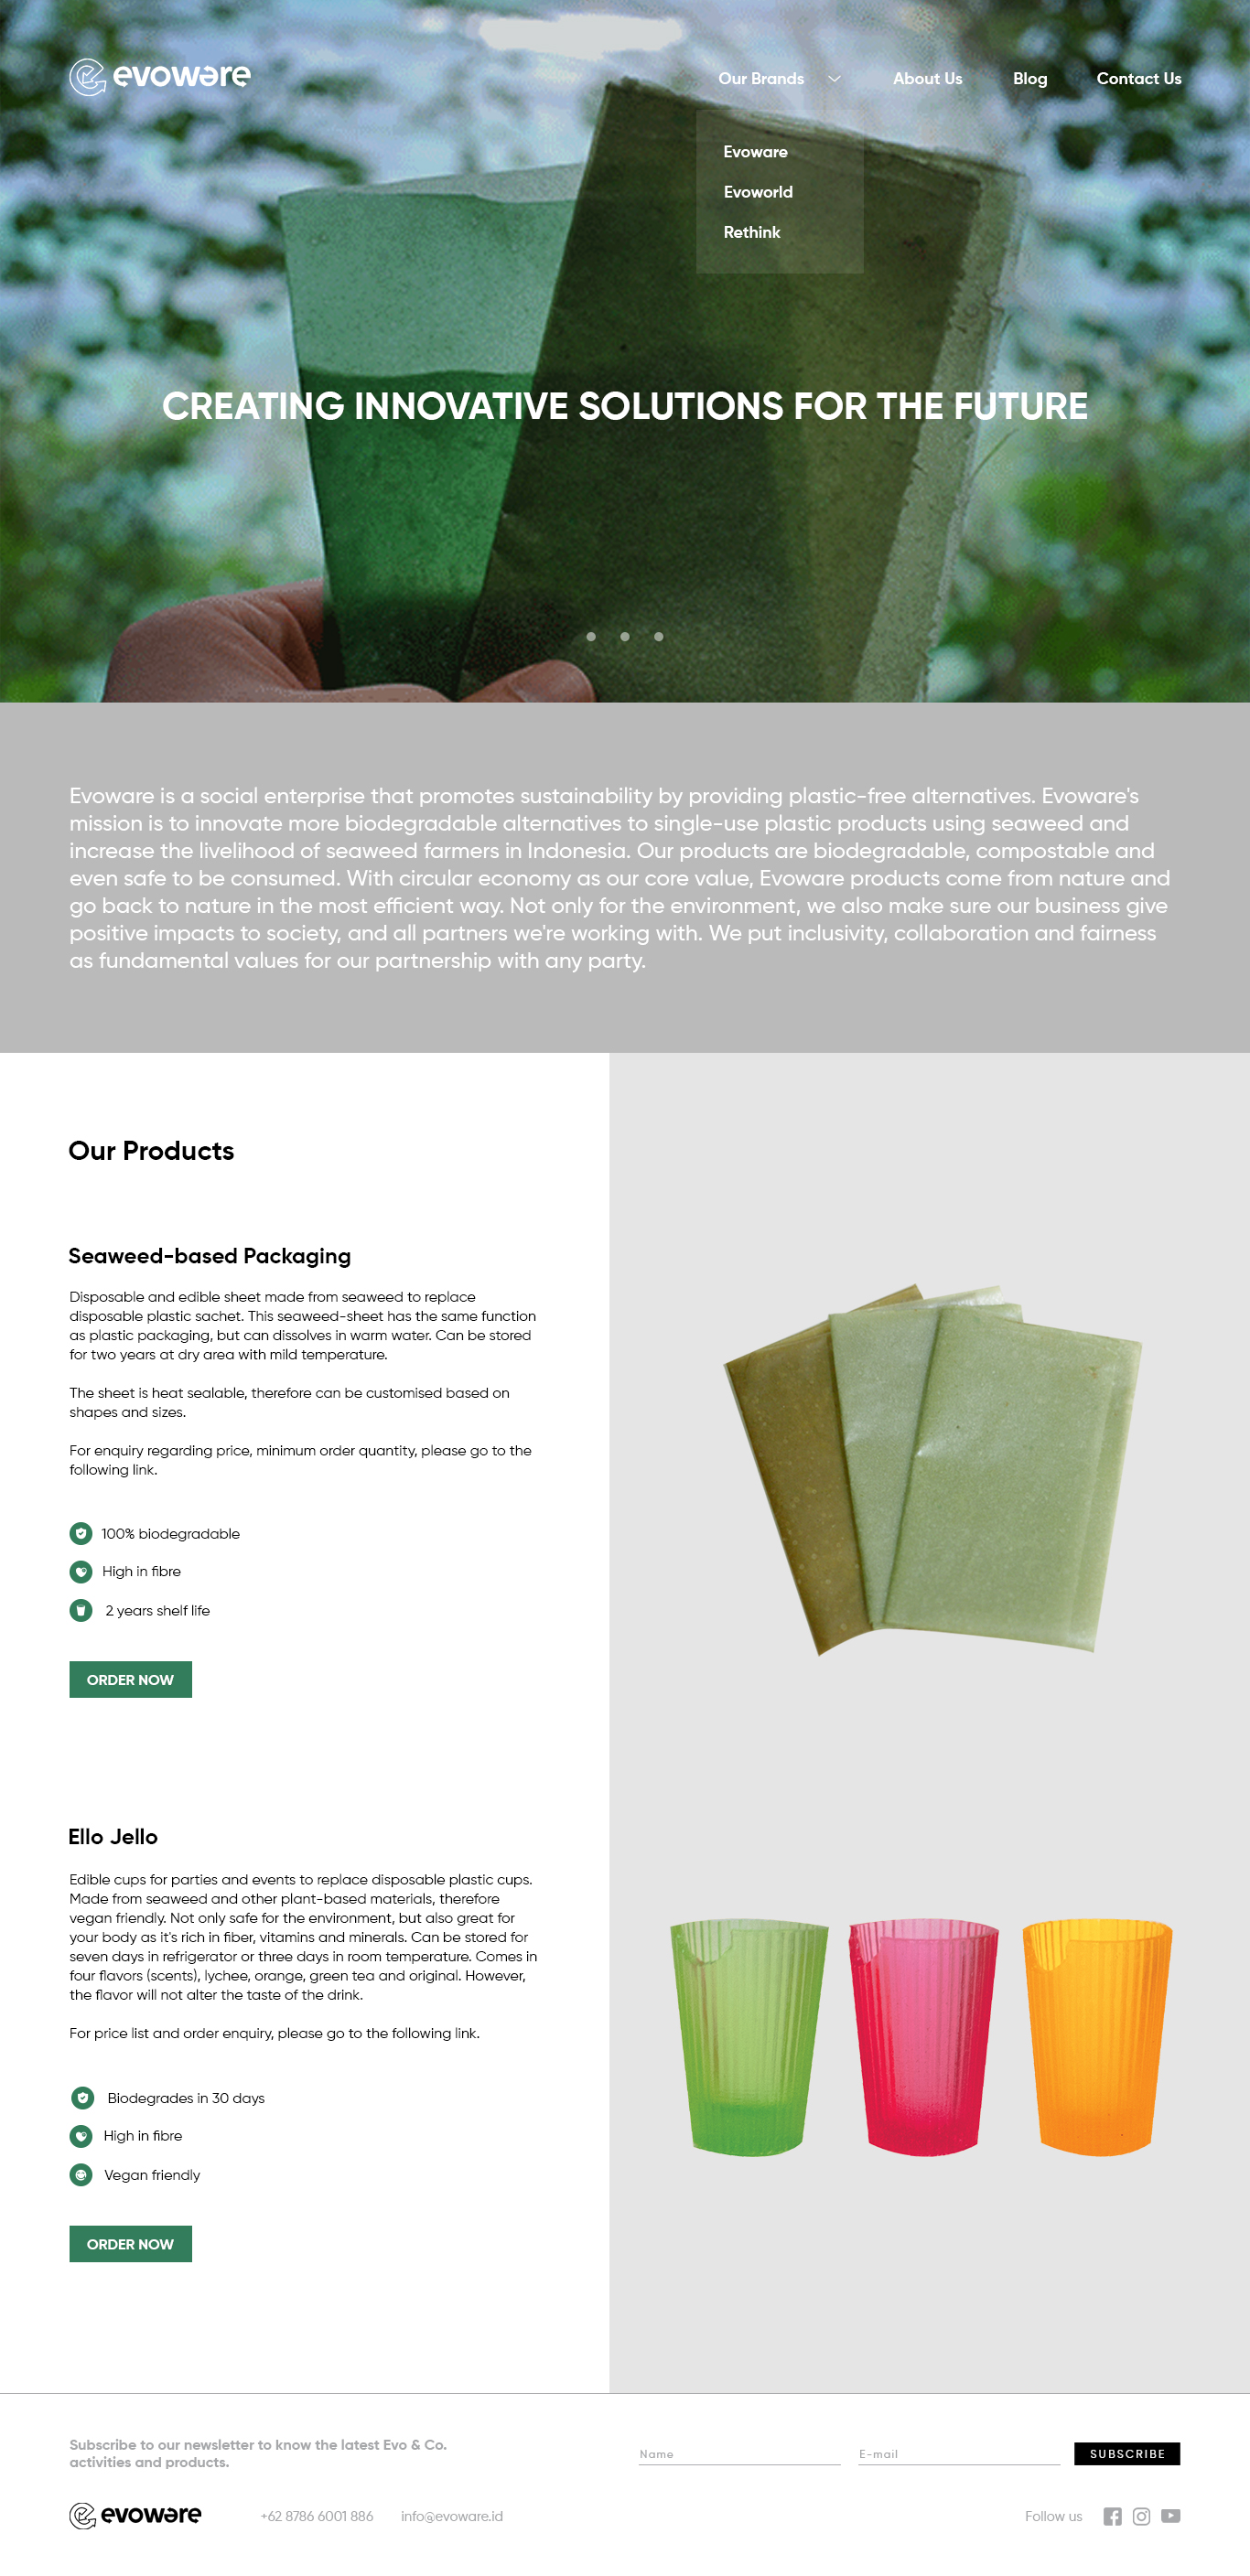 evoware
Our Brands
About Us
Blog
Contact Us
Evoware
Evoworld
Rethink
CREATING INNOVATIVE SOLUTIONS FOR THE FUTURE
Evoware is a social enterprise that promotes sustainability by providing plastic-free alternatives. Evoware's
mission is to innovate more biodegradable alternatives to single-use plastic products using seaweed and
increase the livelihood of seaweed farmers in Indonesia. Our products are biodegradable, compostable and
even safe to be consumed. With circular economy as our core value, Evoware products come from nature and
go back to nature in the most efficient way. Not only for the environment, we also make sure our business give
positive impacts to society, and all partners we're working with. We put inclusivity, collaboration and fairness
as fundamental values for our partnership with any party.
Our Products
Seaweed-based Packaging
Disposable and edible sheet made from seaweed to replace
disposable plastic sachet. This seaweed-sheet has the same function
as plastic packaging, but can dissolves in warm water. Can be stored
for two years at dry area with mild temperature.
The sheet is heat sealable, therefore can be customised based on
shapes and sizes.
For enquiry regarding price, minimum order quantity, please go to the
following link.
100% biodegradable
High in fibre
2 years shelf life
ORDER NOW
Ello Jello
Edible cups for parties and events to replace disposable plastic cups.
Made from seaweed and other plant-based materials, therefore
vegan friendly. Not only safe for the environment, but also great for
your body as it's rich in fiber, vitamins and minerals. Can be stored for
seven days in refrigerator or three days in room temperature. Comes in
four flavors (scents), lychee, orange, green tea and original. However,
the flavor will not alter the taste of the drink.
For price list and order enquiry, please go to the following link.
Biodegrades in 30 days
High in fibre
Vegan friendly
ORDER NOW
Subscribe to our newsletter to know the latest Evo & Co.
activities and products.
Name
E-mail
SUBSCRIBE
evoware
+62 8786 6001 886
info@evoware.id
Follow us